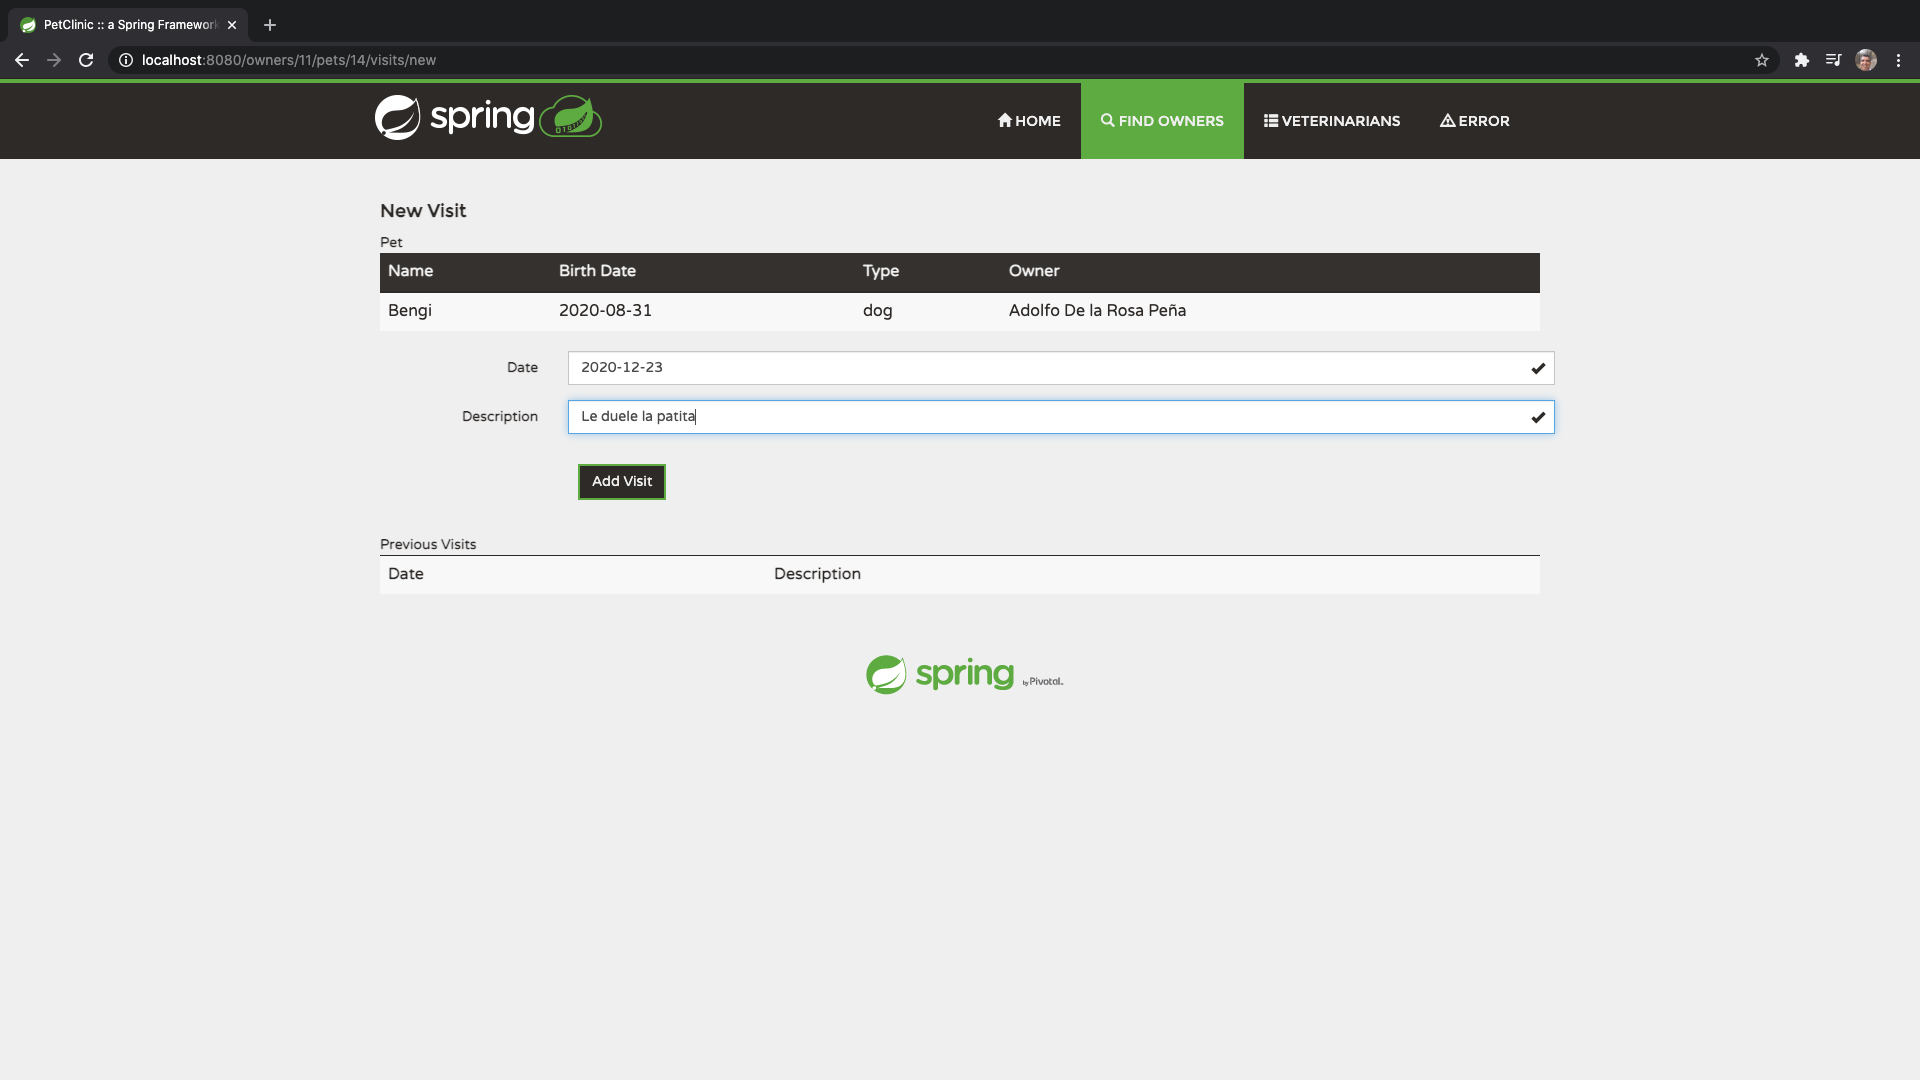 PetClinic :: a Spring Framework
localhost:8080/owners/11/pets/14/visits/new
spring
HOME
FIND OWNERS
VETERINARIANS
ERROR
New Visit
Pet
Name Birth Date Type Owner
Bengi 2020-08-31 dog Adolfo De la Rosa Peña
Date 2020-12-23
Description Le duele la patita
Add Visit
Previous Visits
Date Description
spring by Pivotal